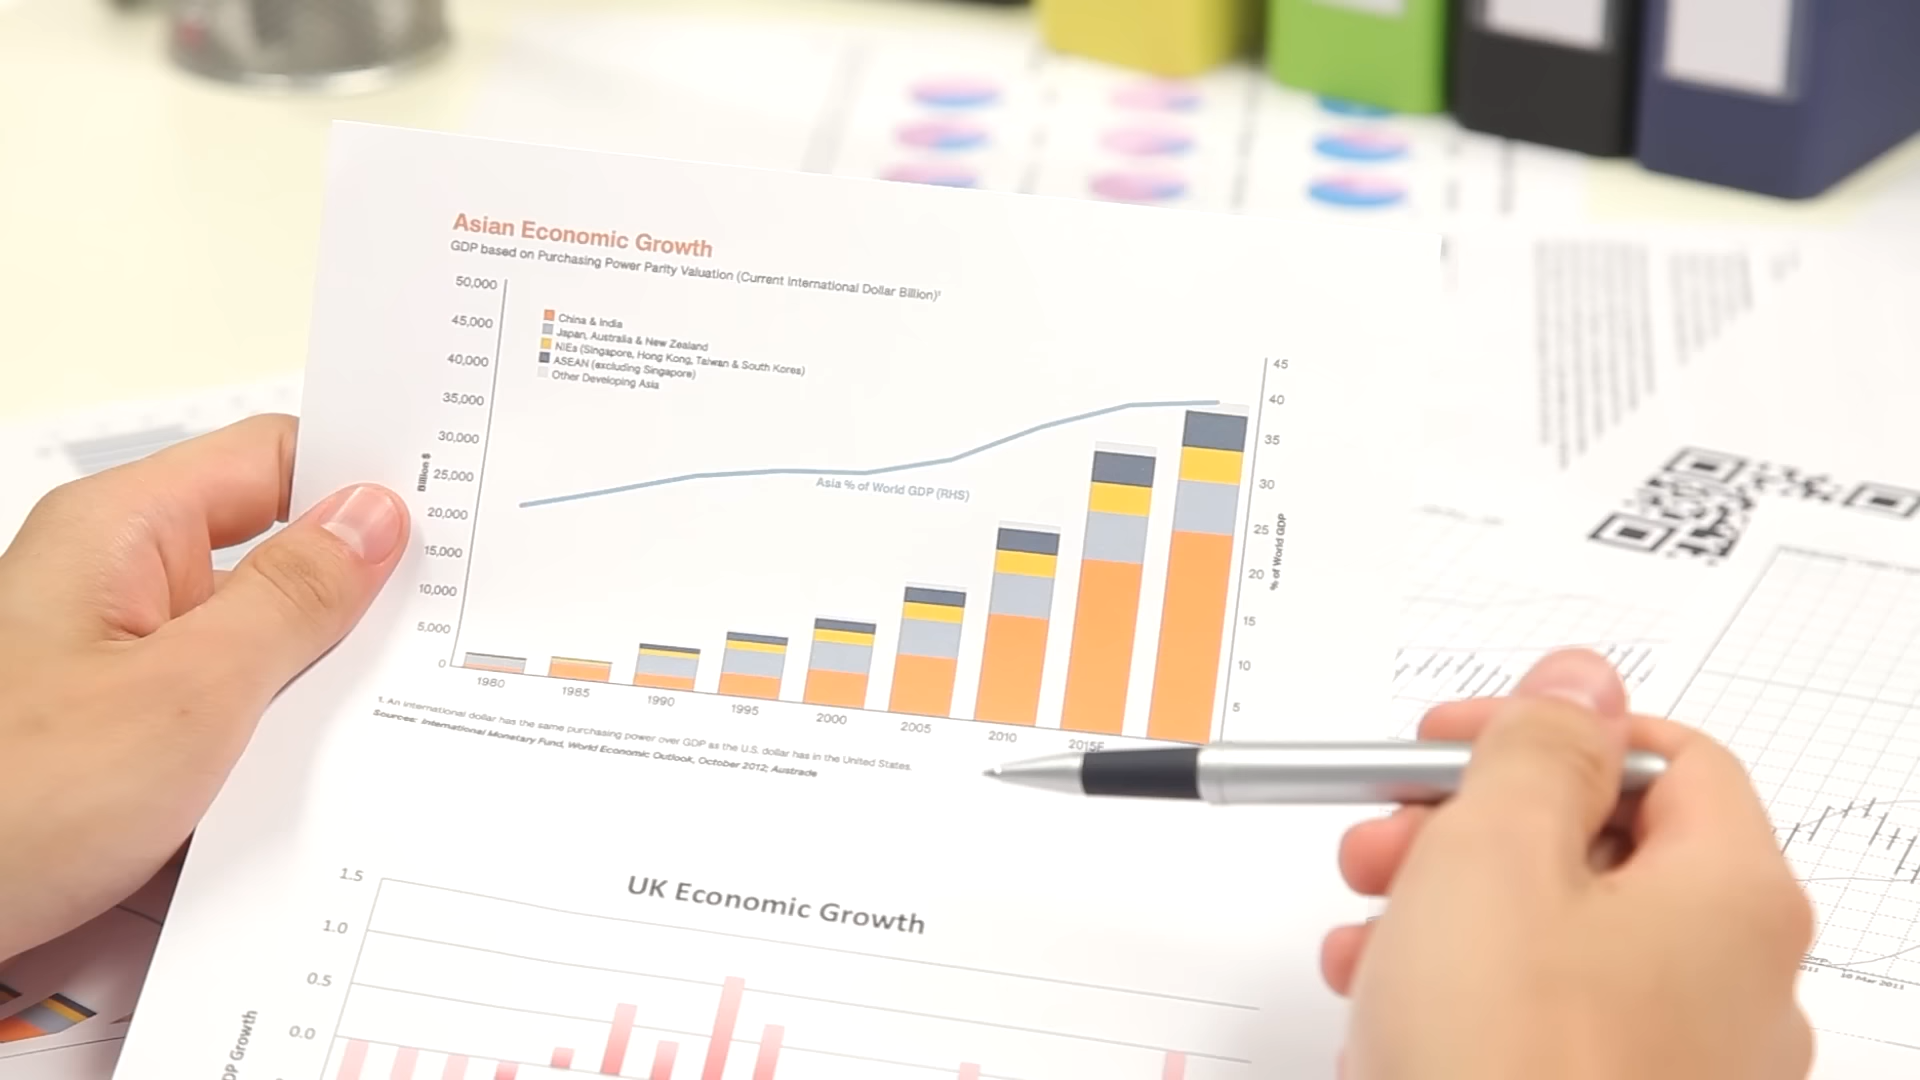 Asian Economic Growth
GDP based on Purchasing Power Parity Valuation (Current International Dollar Billion)¹
50,000
45,000
40,000
35,000
30,000
25,000
20,000
15,000
10,000
5,000
0
Billion $
China & India
Japan, Australia & New Zealand
NIEs (Singapore, Hong Kong, Taiwan & South Korea)
ASEAN (excluding Singapore)
Other Developing Asia
Asia % of World GDP (RHS)
45
40
35
30
25
20
15
10
5
% of World GDP
1980
1985
1990
1995
2000
2005
2010
2015F
1. An international dollar has the same purchasing power over GDP as the U.S. dollar has in the United States.
Sources: International Monetary Fund, World Economic Outlook, October 2012; Austrade
UK Economic Growth
1.5
1.0
0.5
0.0
DP Growth
2011
16 Mar 2011